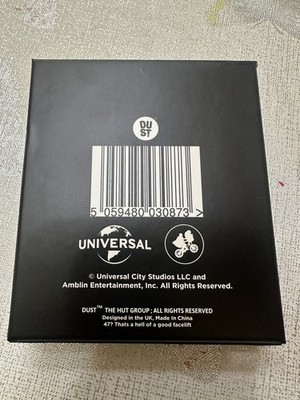 DU
ST
5 059480 030873 >
UNIVERSAL
© Universal City Studios LLC and
Amblin Entertainment, Inc. All Rights Reserved.
DUST™ THE HUT GROUP : ALL RIGHTS RESERVED
Designed in the UK, Made in China
47? Thats a hell of a good facelift